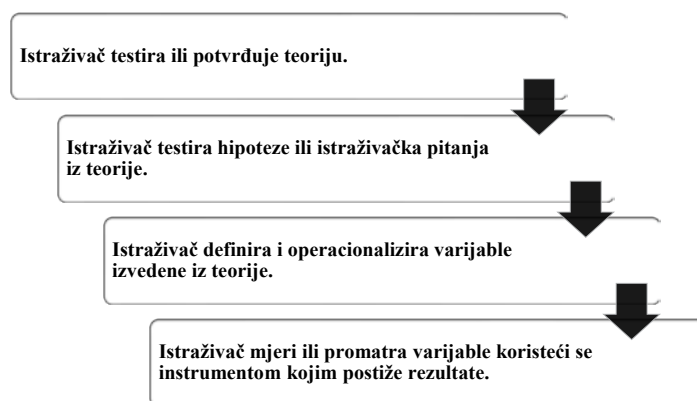 Istraživač testira ili potvrđuje teoriju.
Istraživač testira hipoteze ili istraživačka pitanja
iz teorije.
Istraživač definira i operacionalizira varijable
izvedene iz teorije.
Istraživač mjeri ili promatra varijable koristeći se
instrumentom kojim postiže rezultate.